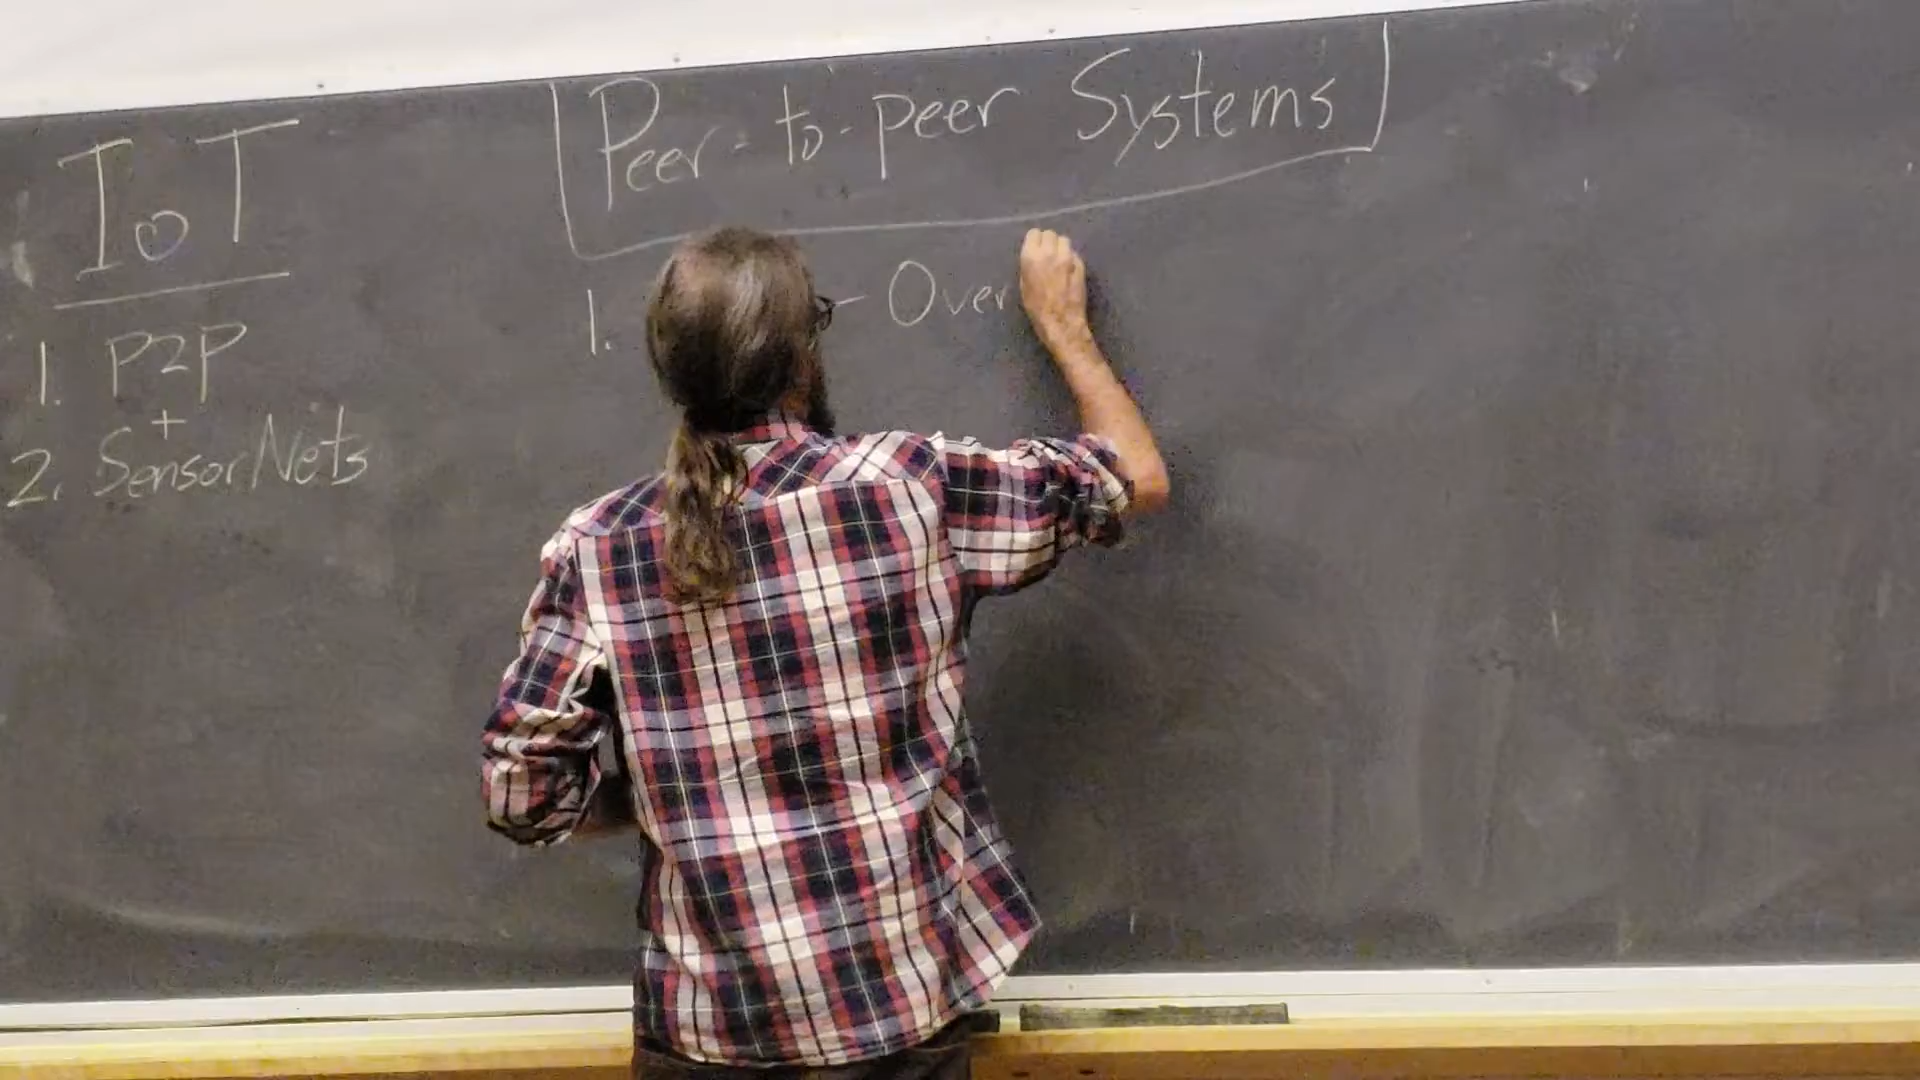 IoT
1. P2P
+
2. SensorNets
Peer-to-peer Systems
1. - Over